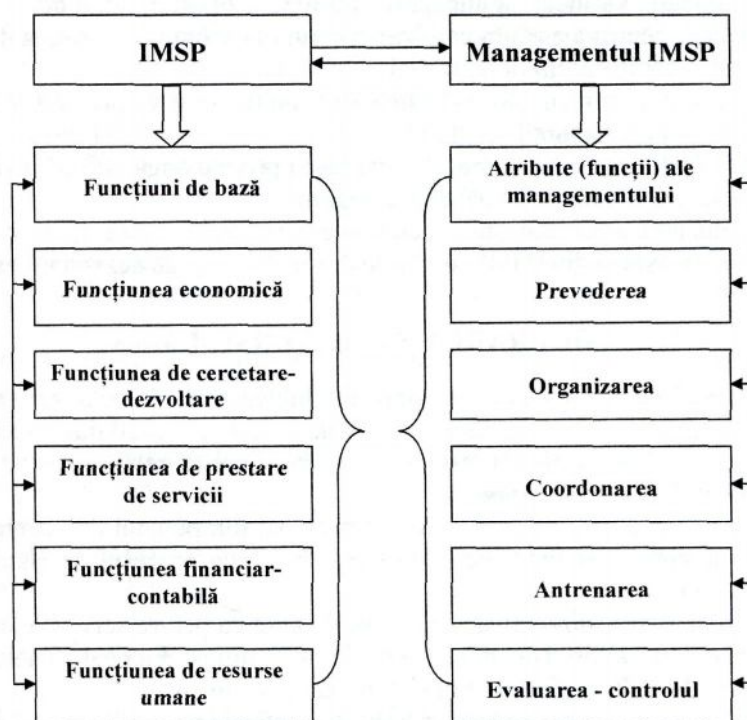 IMSP
Managementul IMSP
Funcțiuni de bază
Atribute (funcții) ale
managementului
Funcțiunea economică
Prevederea
Funcțiunea de cercetare-
dezvoltare
Organizarea
Funcțiunea de prestare
de servicii
Coordonarea
Funcțiunea financiar-
contabilă
Antrenarea
Funcțiunea de resurse
umane
Evaluarea - controlul